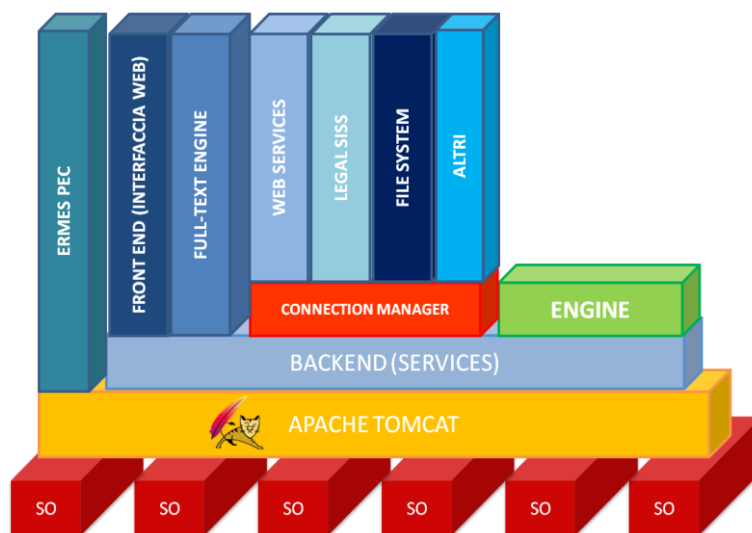 ERMES PEC
FRONT END (INTERFACCIA WEB)
FULL-TEXT ENGINE
WEB SERVICES
LEGAL SISS
FILE SYSTEM
ALTRI
CONNECTION MANAGER
ENGINE
BACKEND (SERVICES)
APACHE TOMCAT
SO
SO
SO
SO
SO
SO